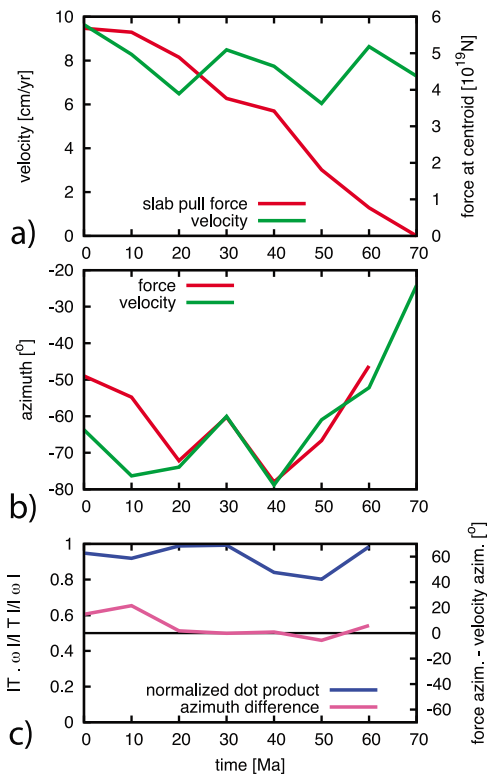 a)
velocity [cm/yr]
10
8
6
4
2
0
force at centroid [10^19N]
6
5
4
3
2
1
0
slab pull force
velocity
0 10 20 30 40 50 60 70
b)
azimuth [°]
-20
-30
-40
-50
-60
-70
-80
force
velocity
0 10 20 30 40 50 60 70
c)
|T . ω|/| T |/| ω |
1
0.8
0.6
0.4
0.2
0
force azim. - velocity azim. [°]
60
40
20
0
-20
-40
-60
normalized dot product
azimuth difference
0 10 20 30 40 50 60 70
time [Ma]